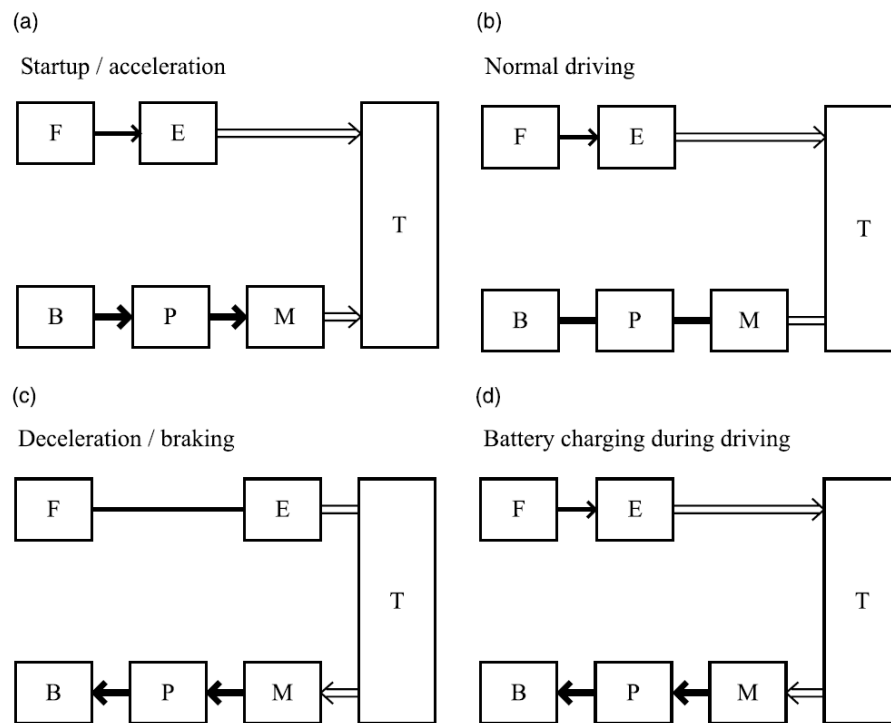 (a)
Startup / acceleration
F E
T
B P M
(b)
Normal driving
F E
T
B P M
(c)
Deceleration / braking
F E
T
B P M
(d)
Battery charging during driving
F E
T
B P M